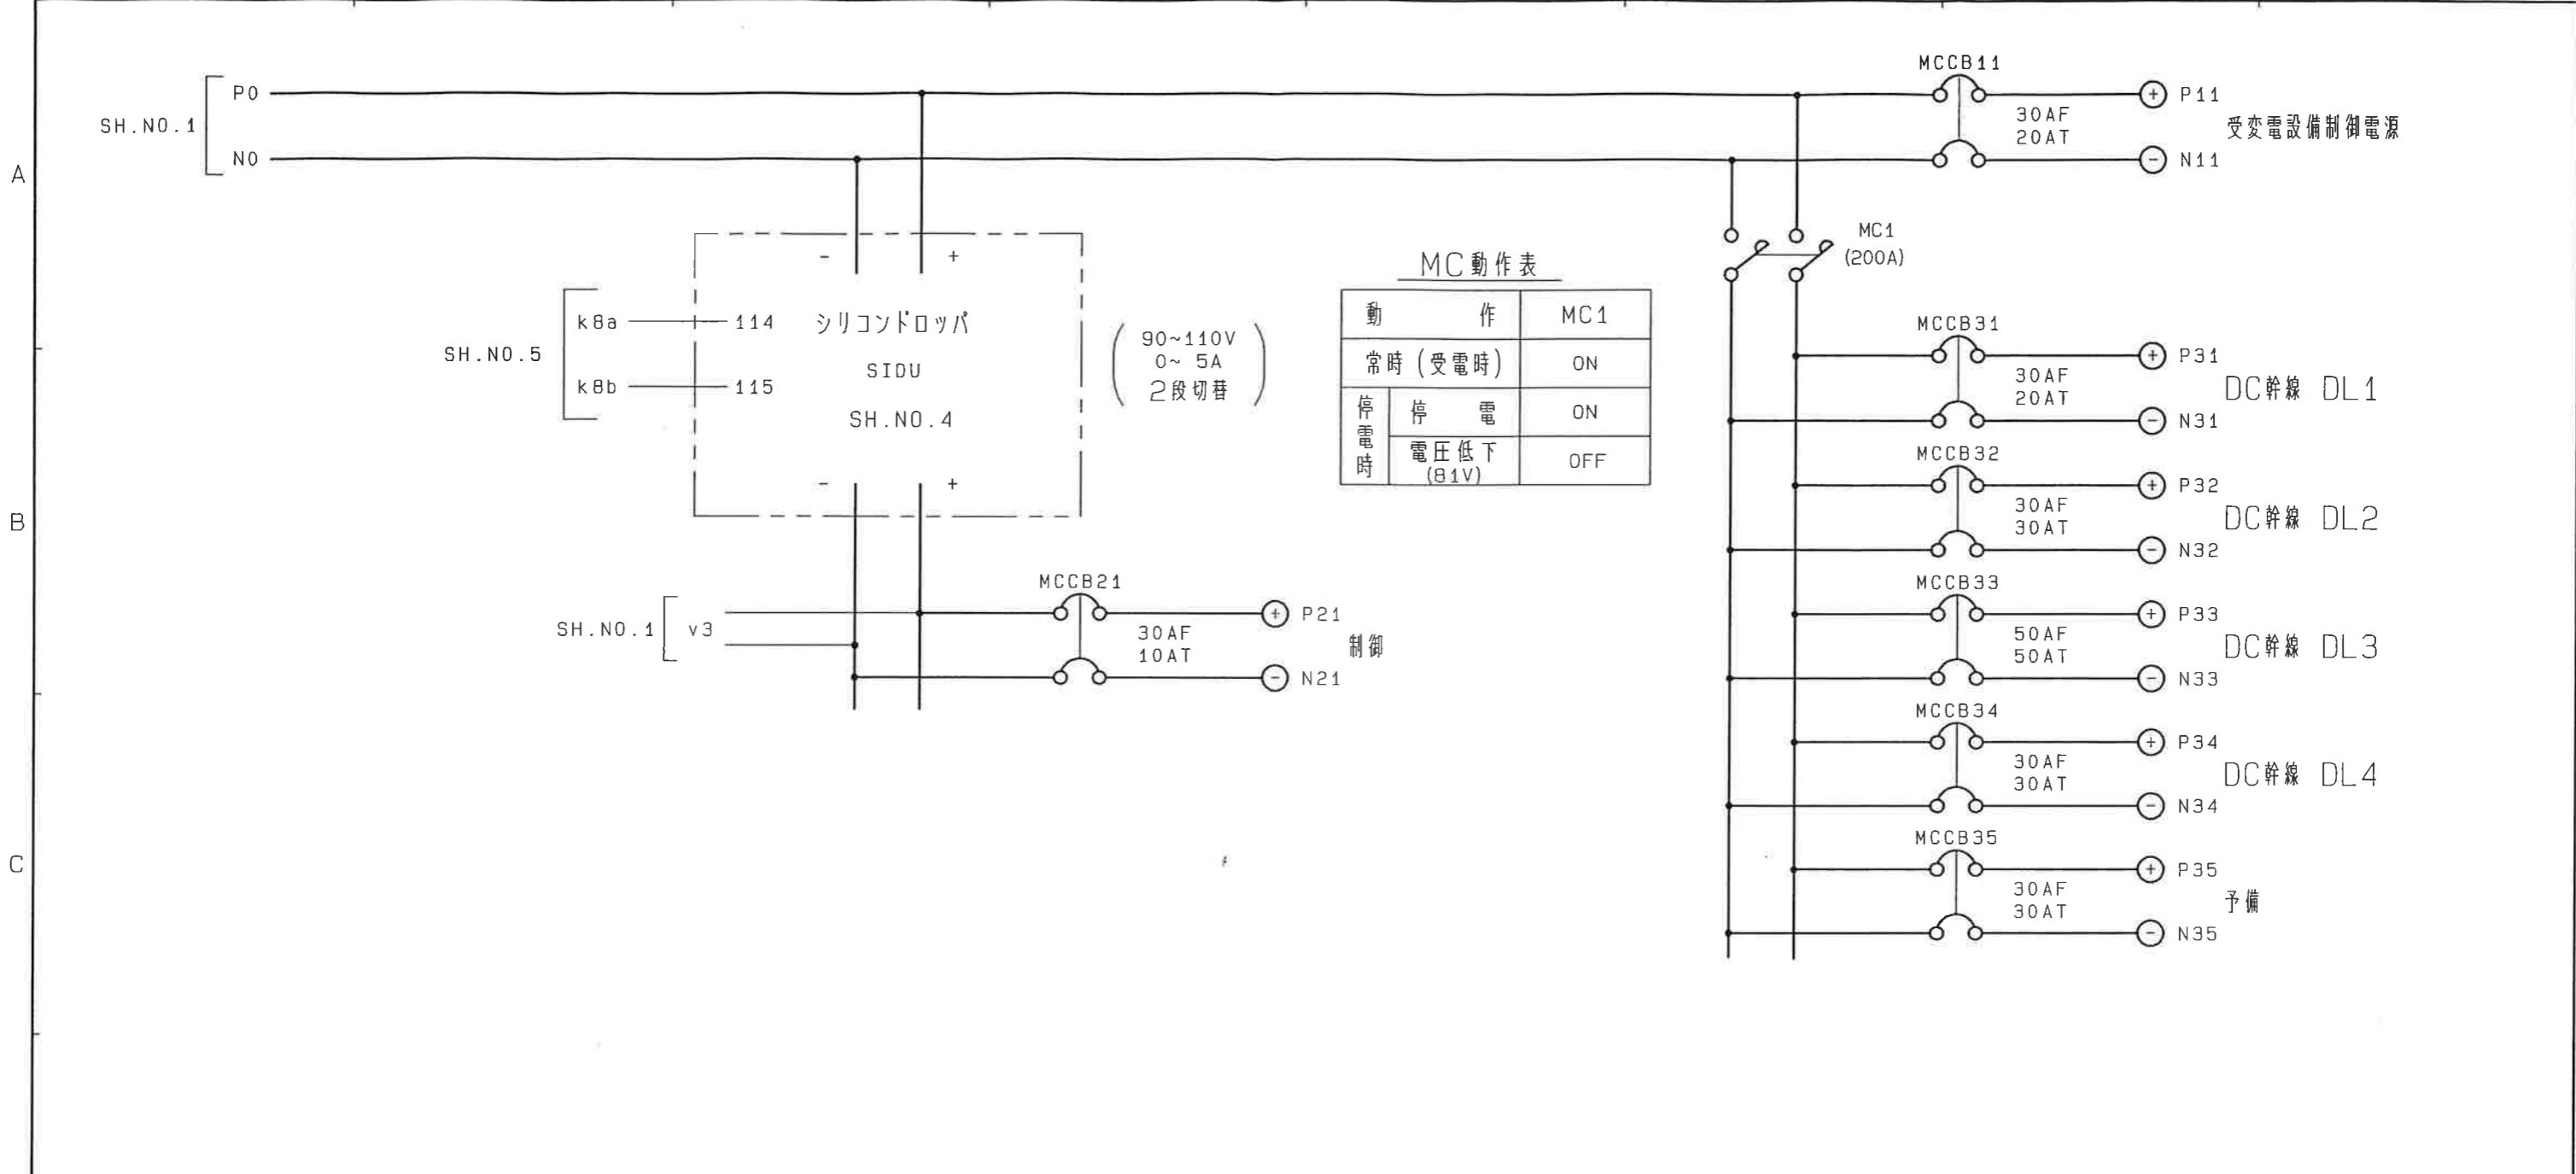 MCCB11
P0
P11
SH.NO.1
30AF
20AT
受変電設備制御電源
N0
N11
A
MC1
(200A)
-
+
k8a
114
シリコンドロッパ
SH.NO.5
SIDU
k8b
115
SH.NO.4
90~110V
0~ 5A
2段切替
-
+
MC動作表
動作 MC1
常時(受電時) ON
停電時
停電 ON
電圧低下
(81V)
OFF
MCCB31
P31
30AF
20AT
DC幹線 DL1
N31
B
MCCB32
P32
30AF
30AT
DC幹線 DL2
N32
MCCB21
SH.NO.1
v3
P21
30AF
10AT
制御
N21
MCCB33
P33
50AF
50AT
DC幹線 DL3
N33
MCCB34
P34
30AF
30AT
DC幹線 DL4
N34
C
MCCB35
P35
30AF
30AT
予備
N35